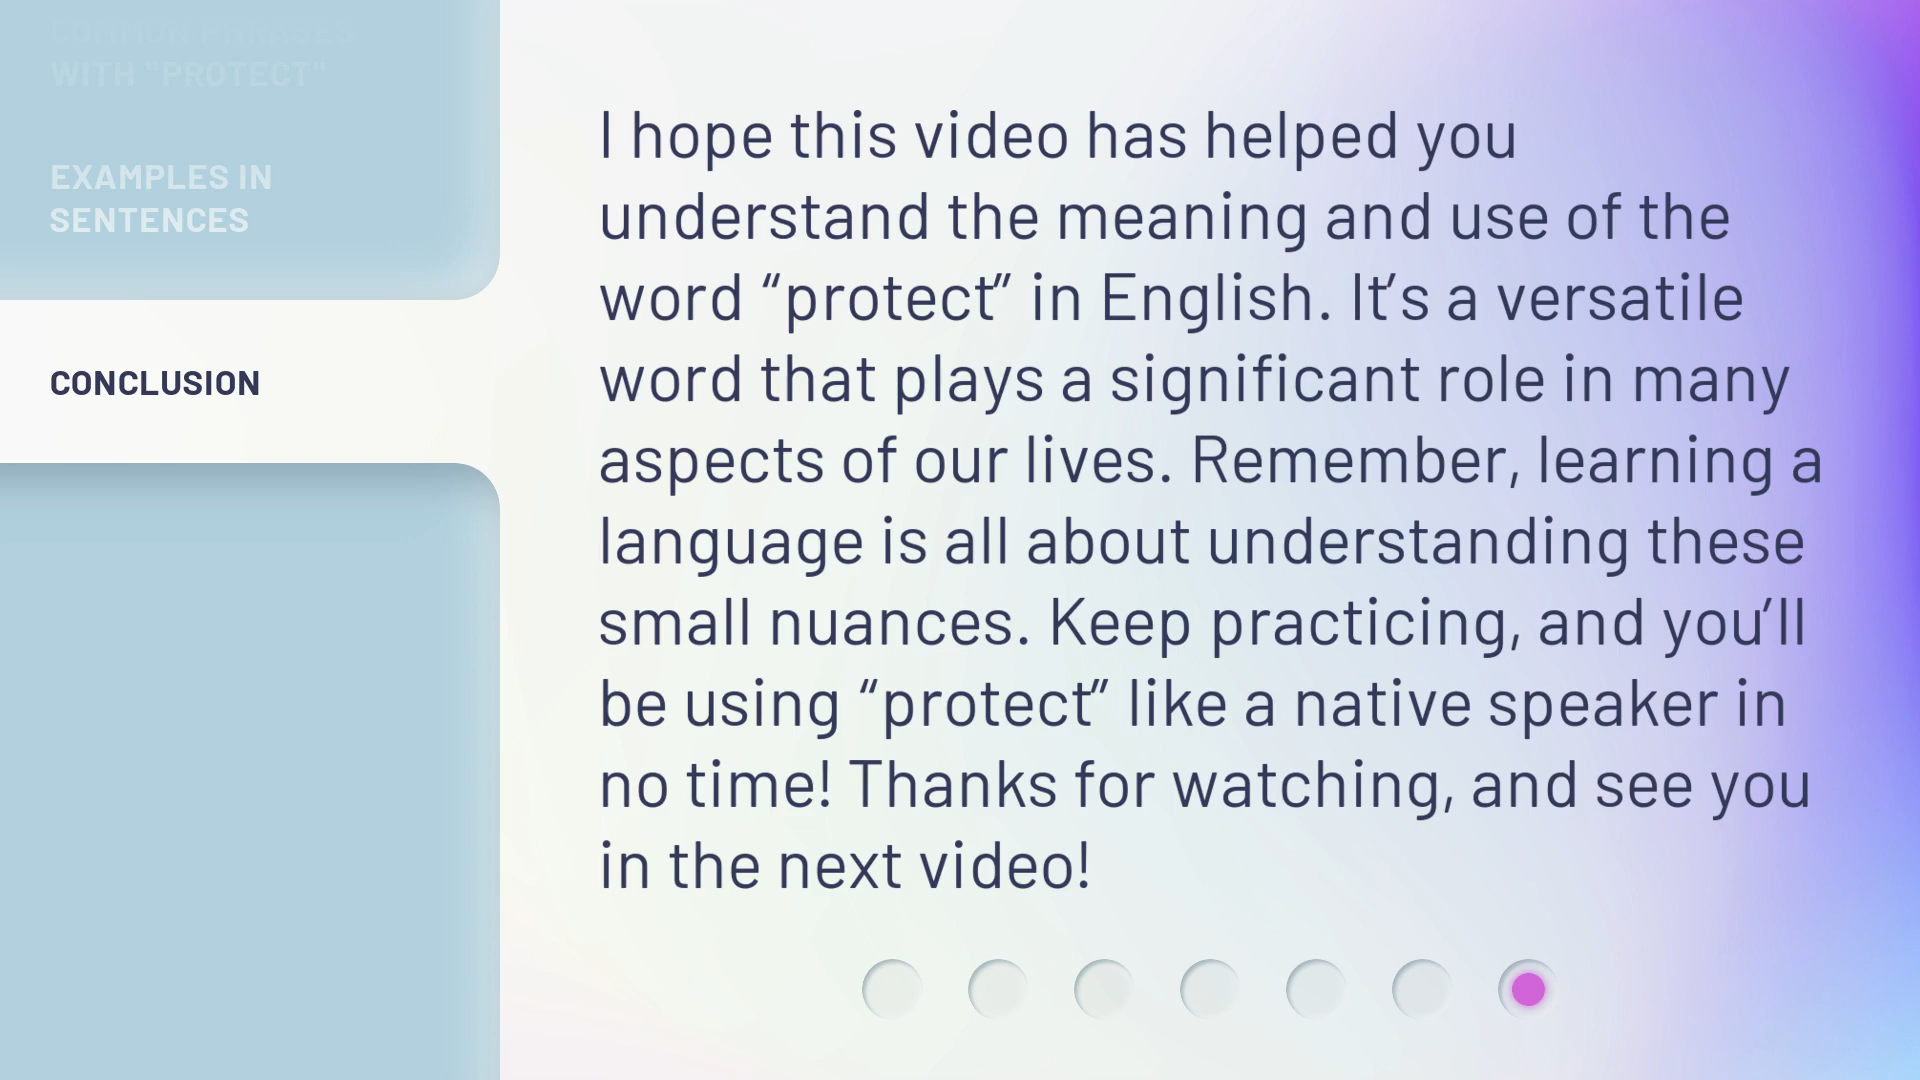 COMMON PHRASES
WITH "PROTECT"
EXAMPLES IN
SENTENCES
CONCLUSION
I hope this video has helped you
understand the meaning and use of the
word “protect” in English. It’s a versatile
word that plays a significant role in many
aspects of our lives. Remember, learning a
language is all about understanding these
small nuances. Keep practicing, and you’ll
be using “protect” like a native speaker in
no time! Thanks for watching, and see you
in the next video!